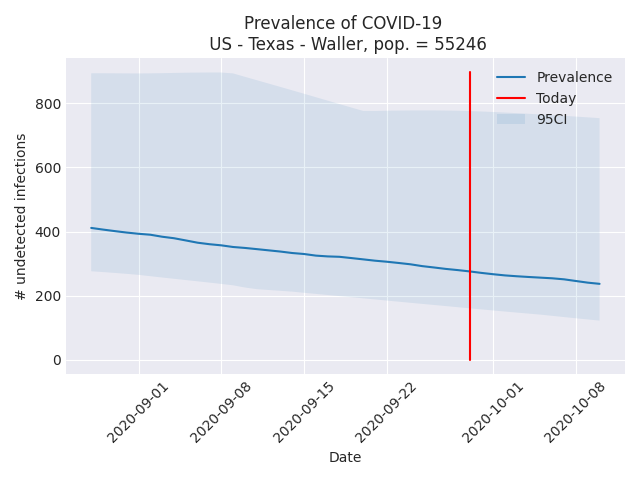 Prevalence of COVID-19
US - Texas - Waller, pop. = 55246
Prevalence
Today
95CI
# undetected infections
800
600
400
200
0
2020-09-01
2020-09-08
2020-09-15
2020-09-22
2020-10-01
2020-10-08
Date